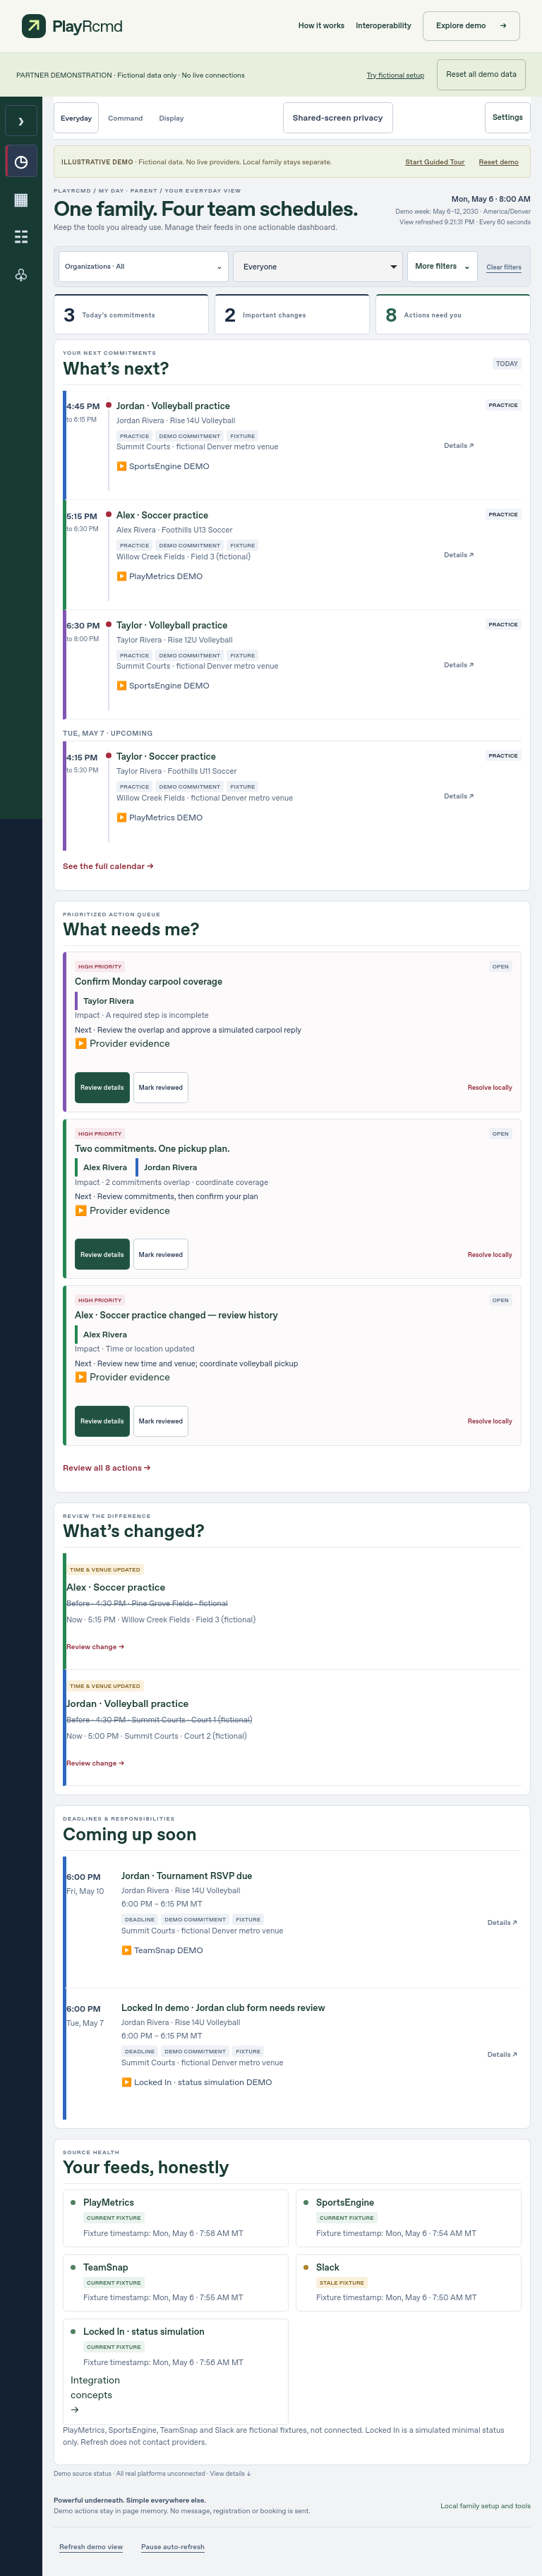 PlayRcmd
How it works Interoperability Explore demo →
PARTNER DEMONSTRATION · Fictional data only · No live connections Try fictional setup Reset all demo data
Everyday Command Display Shared-screen privacy Settings
ILLUSTRATIVE DEMO · Fictional data. No live providers. Local family stays separate. Start Guided Tour Reset demo
PLAYRCMD / MY DAY · PARENT / YOUR EVERYDAY VIEW
One family. Four team schedules.
Keep the tools you already use. Manage their feeds in one actionable dashboard.
Mon, May 6 · 8:00 AM
Demo week: May 6–12, 2030 · America/Denver
View refreshed 9:21:31 PM · Every 60 seconds
Organizations · All Everyone More filters Clear filters
3 Today's commitments
2 Important changes
8 Actions need you
YOUR NEXT COMMITMENTS
What's next?
TODAY
4:45 PM
to 6:15 PM
Jordan · Volleyball practice
PRACTICE
Jordan Rivera · Rise 14U Volleyball
PRACTICE DEMO COMMITMENT FIXTURE
Summit Courts · fictional Denver metro venue
Details ↗
▶ SportsEngine DEMO
5:15 PM
to 6:30 PM
Alex · Soccer practice
PRACTICE
Alex Rivera · Foothills U13 Soccer
PRACTICE DEMO COMMITMENT FIXTURE
Willow Creek Fields · Field 3 (fictional)
Details ↗
▶ PlayMetrics DEMO
6:30 PM
to 8:00 PM
Taylor · Volleyball practice
PRACTICE
Taylor Rivera · Rise 12U Volleyball
PRACTICE DEMO COMMITMENT FIXTURE
Summit Courts · fictional Denver metro venue
Details ↗
▶ SportsEngine DEMO
TUE, MAY 7 · UPCOMING
4:15 PM
to 5:30 PM
Taylor · Soccer practice
PRACTICE
Taylor Rivera · Foothills U11 Soccer
PRACTICE DEMO COMMITMENT FIXTURE
Willow Creek Fields · fictional Denver metro venue
Details ↗
▶ PlayMetrics DEMO
See the full calendar →
PRIORITIZED ACTION QUEUE
What needs me?
HIGH PRIORITY OPEN
Confirm Monday carpool coverage
Taylor Rivera
Impact · A required step is incomplete
Next · Review the overlap and approve a simulated carpool reply
▶ Provider evidence
Review details Mark reviewed Resolve locally
HIGH PRIORITY OPEN
Two commitments. One pickup plan.
Alex Rivera Jordan Rivera
Impact · 2 commitments overlap · coordinate coverage
Next · Review commitments, then confirm your plan
▶ Provider evidence
Review details Mark reviewed Resolve locally
HIGH PRIORITY OPEN
Alex · Soccer practice changed — review history
Alex Rivera
Impact · Time or location updated
Next · Review new time and venue; coordinate volleyball pickup
▶ Provider evidence
Review details Mark reviewed Resolve locally
Review all 8 actions →
REVIEW THE DIFFERENCE
What's changed?
TIME & VENUE UPDATED
Alex · Soccer practice
Before · 4:30 PM · Pine Grove Fields · fictional
Now · 5:15 PM · Willow Creek Fields · Field 3 (fictional)
Review change →
TIME & VENUE UPDATED
Jordan · Volleyball practice
Before · 4:30 PM · Summit Courts · Court 1 (fictional)
Now · 5:00 PM · Summit Courts · Court 2 (fictional)
Review change →
DEADLINES & RESPONSIBILITIES
Coming up soon
6:00 PM
Fri, May 10
Jordan · Tournament RSVP due
Jordan Rivera · Rise 14U Volleyball
6:00 PM – 6:15 PM MT
DEADLINE DEMO COMMITMENT FIXTURE
Summit Courts · fictional Denver metro venue
Details ↗
▶ TeamSnap DEMO
6:00 PM
Tue, May 7
Locked In demo · Jordan club form needs review
Jordan Rivera · Rise 14U Volleyball
6:00 PM – 6:15 PM MT
DEADLINE DEMO COMMITMENT FIXTURE
Summit Courts · fictional Denver metro venue
Details ↗
▶ Locked In · status simulation DEMO
SOURCE HEALTH
Your feeds, honestly
PlayMetrics
CURRENT FIXTURE
Fixture timestamp: Mon, May 6 · 7:58 AM MT
SportsEngine
CURRENT FIXTURE
Fixture timestamp: Mon, May 6 · 7:54 AM MT
TeamSnap
CURRENT FIXTURE
Fixture timestamp: Mon, May 6 · 7:55 AM MT
Slack
STALE FIXTURE
Fixture timestamp: Mon, May 6 · 7:50 AM MT
Locked In · status simulation
CURRENT FIXTURE
Fixture timestamp: Mon, May 6 · 7:56 AM MT
Integration
concepts
→
PlayMetrics, SportsEngine, TeamSnap and Slack are fictional fixtures, not connected. Locked In is a simulated minimal status
only. Refresh does not contact providers.
Demo source status · All real platforms unconnected · View details ↓
Powerful underneath. Simple everywhere else.
Demo actions stay in page memory. No message, registration or booking is sent.
Local family setup and tools
Refresh demo view Pause auto-refresh